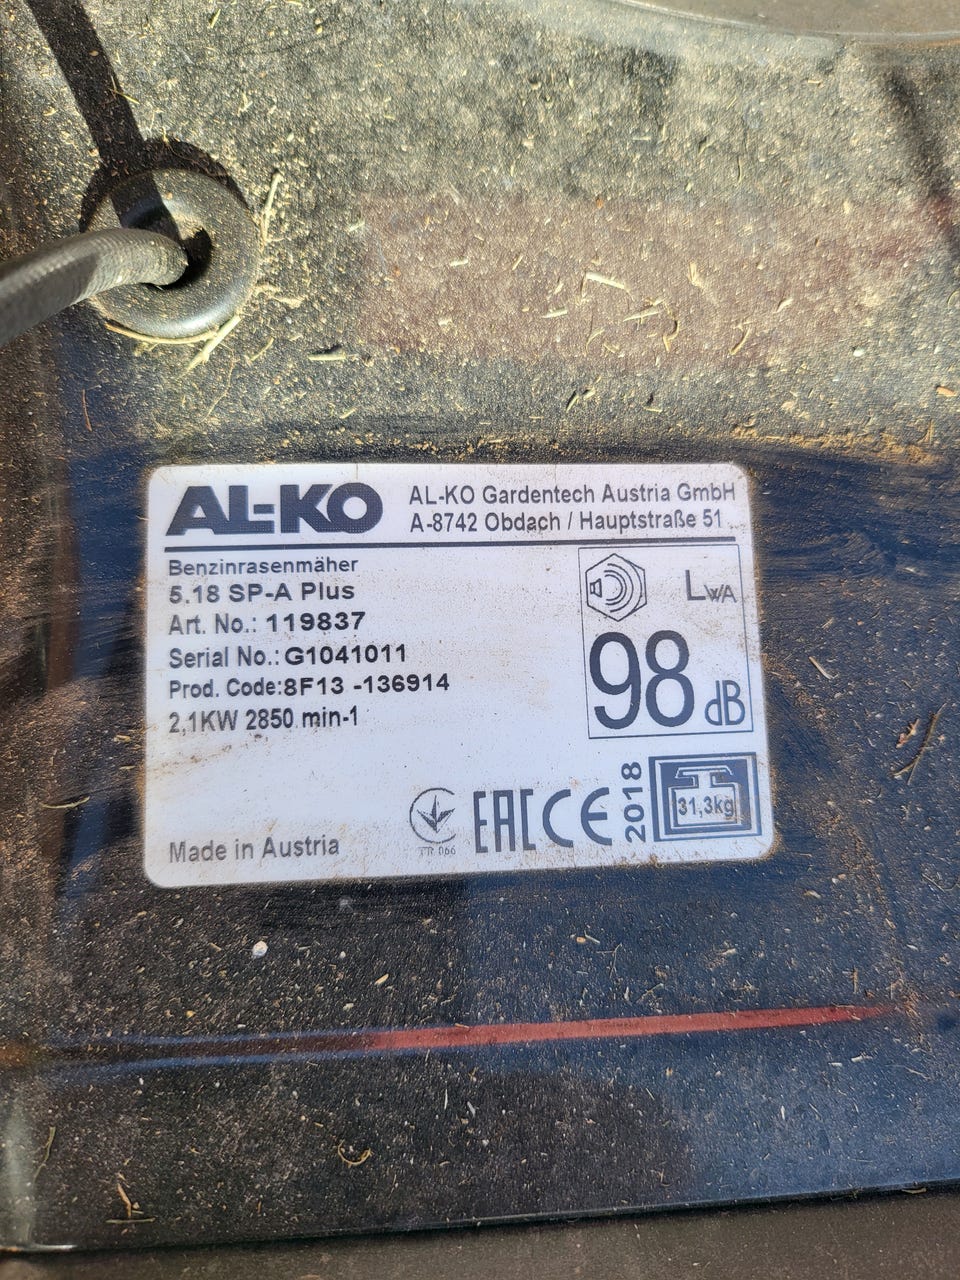 AL-KO
AL-KO Gardentech Austria GmbH
A-8742 Obdach / Hauptstraße 51
Benzinrasenmäher
5.18 SP-A Plus
Art. No.: 119837
Serial No.: G1041011
Prod. Code:8F13 -136914
2,1KW 2850 min-1
LWA
98 dB
Made in Austria
TR 066
EAC CE
2018
31,3kg